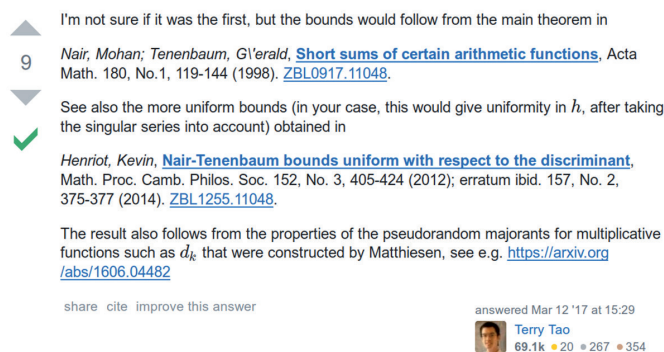 I'm not sure if it was the first, but the bounds would follow from the main theorem in
9
Nair, Mohan; Tenenbaum, G\'erald, Short sums of certain arithmetic functions, Acta
Math. 180, No.1, 119-144 (1998). ZBL0917.11048.
See also the more uniform bounds (in your case, this would give uniformity in h, after taking
the singular series into account) obtained in
Henriot, Kevin, Nair-Tenenbaum bounds uniform with respect to the discriminant,
Math. Proc. Camb. Philos. Soc. 152, No. 3, 405-424 (2012); erratum ibid. 157, No. 2,
375-377 (2014). ZBL1255.11048.
The result also follows from the properties of the pseudorandom majorants for multiplicative
functions such as d_k that were constructed by Matthiesen, see e.g. https://arxiv.org
/abs/1606.04482
share cite improve this answer
answered Mar 12 '17 at 15:29
Terry Tao
69.1k 20 267 354